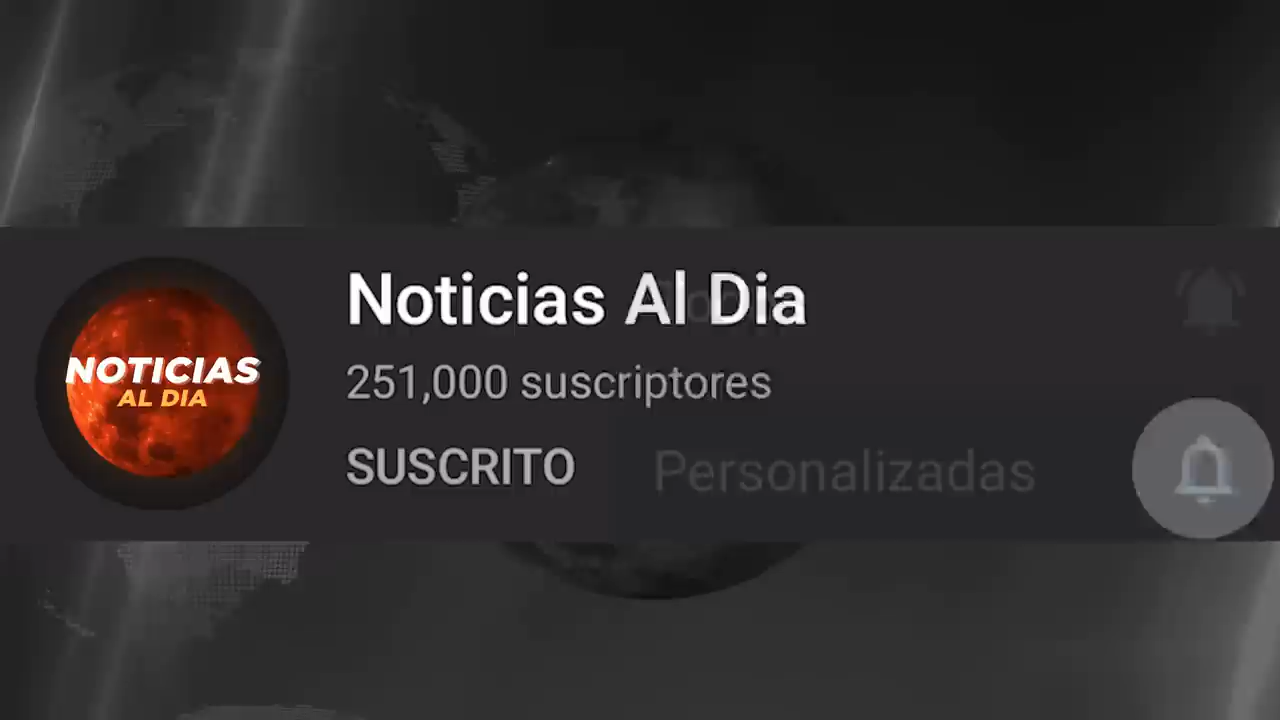 NOTICIAS
AL DIA
Noticias Al Dia
251,000 suscriptores
SUSCRITO
Personalizadas